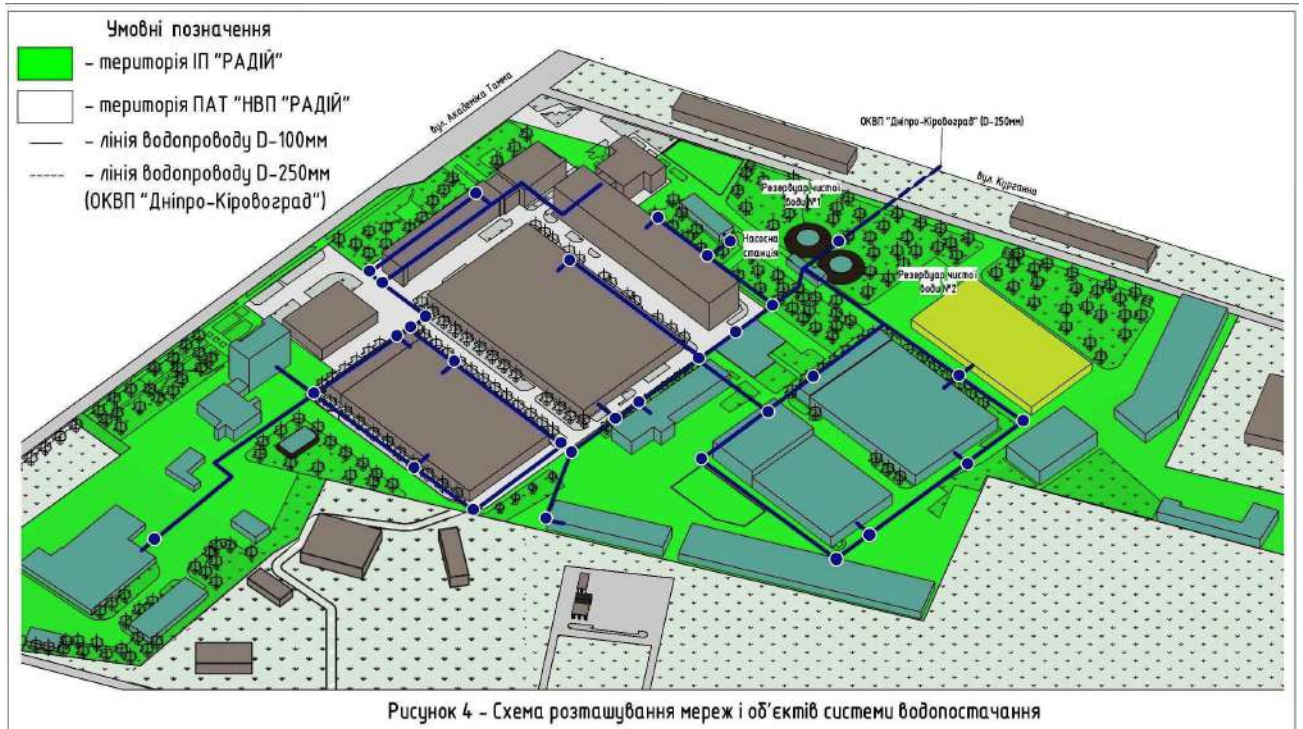 Умовні позначення
– територія ІП "РАДІЙ"
– територія ПАТ "НВП "РАДІЙ"
– лінія водопроводу D-100мм
– лінія водопроводу D-250мм
(ОКВП "Дніпро-Кіровоград")
вул. Академіка Тамма
ОКВП "Дніпро-Кіровоград" (D-250мм)
вул. Курганна
Резервуар чистої
води №1
Насосна
станція
Резервуар чистої
води №2
Рисунок 4 – Схема розташування мереж і об'єктів системи водопостачання